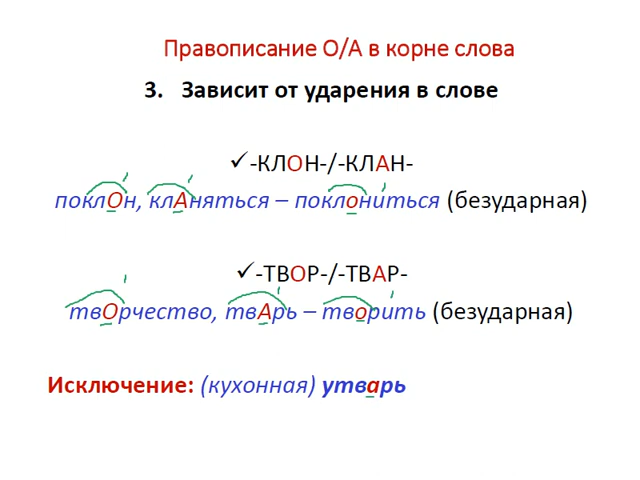 Правописание О/А в корне слова
3. Зависит от ударения в слове
✓-КЛОН-/-КЛАН-
поклОн, клАняться – поклониться (безударная)
✓-ТВОР-/-ТВАР-
твОрчество, твАрь – творить (безударная)
Исключение: (кухонная) утварь